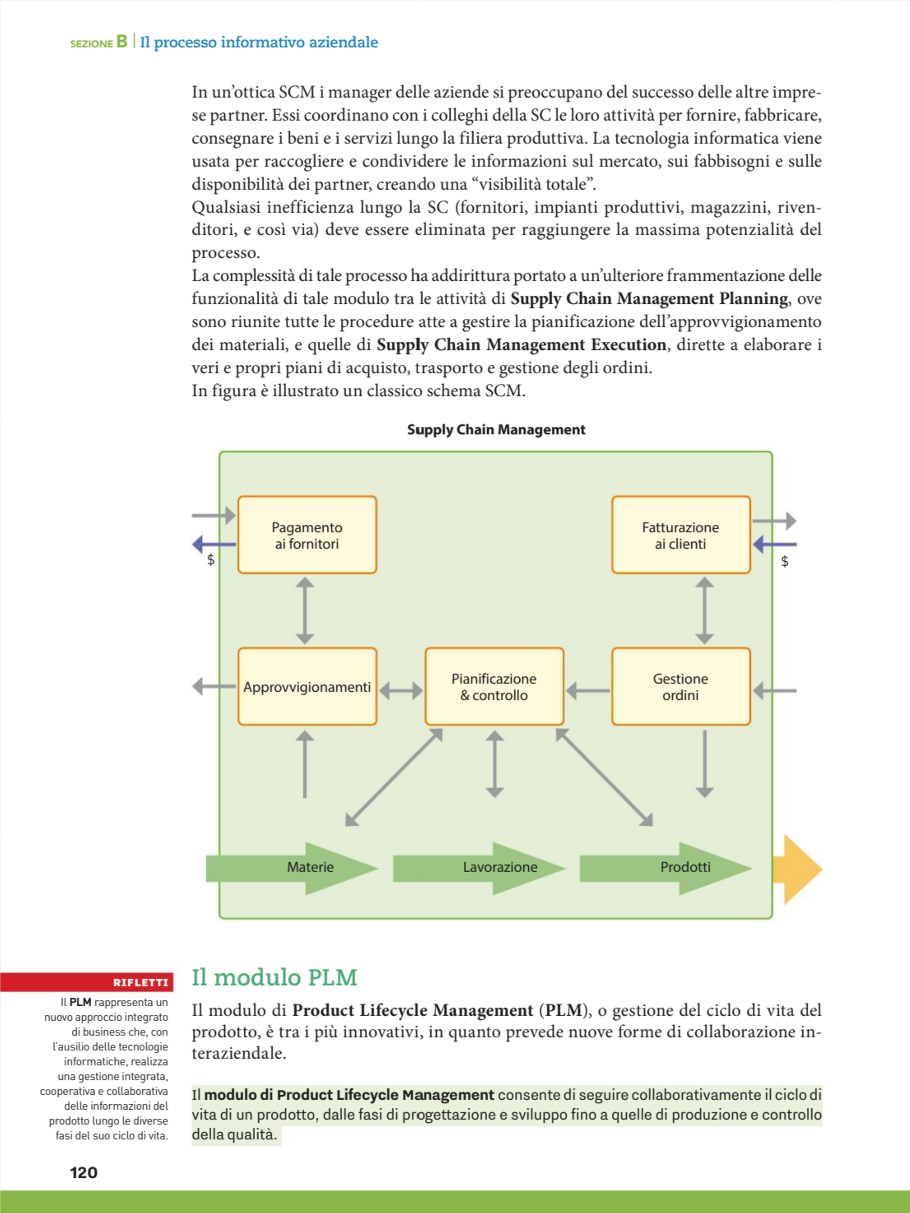 SEZIONE B | Il processo informativo aziendale
In un’ottica SCM i manager delle aziende si preoccupano del successo delle altre impre-
se partner. Essi coordinano con i colleghi della SC le loro attività per fornire, fabbricare,
consegnare i beni e i servizi lungo la filiera produttiva. La tecnologia informatica viene
usata per raccogliere e condividere le informazioni sul mercato, sui fabbisogni e sulle
disponibilità dei partner, creando una “visibilità totale”.
Qualsiasi inefficienza lungo la SC (fornitori, impianti produttivi, magazzini, riven-
ditori, e così via) deve essere eliminata per raggiungere la massima potenzialità del
processo.
La complessità di tale processo ha addirittura portato a un’ulteriore frammentazione delle
funzionalità di tale modulo tra le attività di Supply Chain Management Planning, ove
sono riunite tutte le procedure atte a gestire la pianificazione dell’approvvigionamento
dei materiali, e quelle di Supply Chain Management Execution, dirette a elaborare i
veri e propri piani di acquisto, trasporto e gestione degli ordini.
In figura è illustrato un classico schema SCM.
Supply Chain Management
Pagamento
ai fornitori
Fatturazione
ai clienti
$
$
Approvvigionamenti
Pianificazione
& controllo
Gestione
ordini
Materie
Lavorazione
Prodotti
Il modulo PLM
Il modulo di Product Lifecycle Management (PLM), o gestione del ciclo di vita del
prodotto, è tra i più innovativi, in quanto prevede nuove forme di collaborazione in-
teraziendale.
Il modulo di Product Lifecycle Management consente di seguire collaborativamente il ciclo di
vita di un prodotto, dalle fasi di progettazione e sviluppo fino a quelle di produzione e controllo
della qualità.
RIFLETTI
Il PLM rappresenta un
nuovo approccio integrato
di business che, con
l’ausilio delle tecnologie
informatiche, realizza
una gestione integrata,
cooperativa e collaborativa
delle informazioni del
prodotto lungo le diverse
fasi del suo ciclo di vita.
120